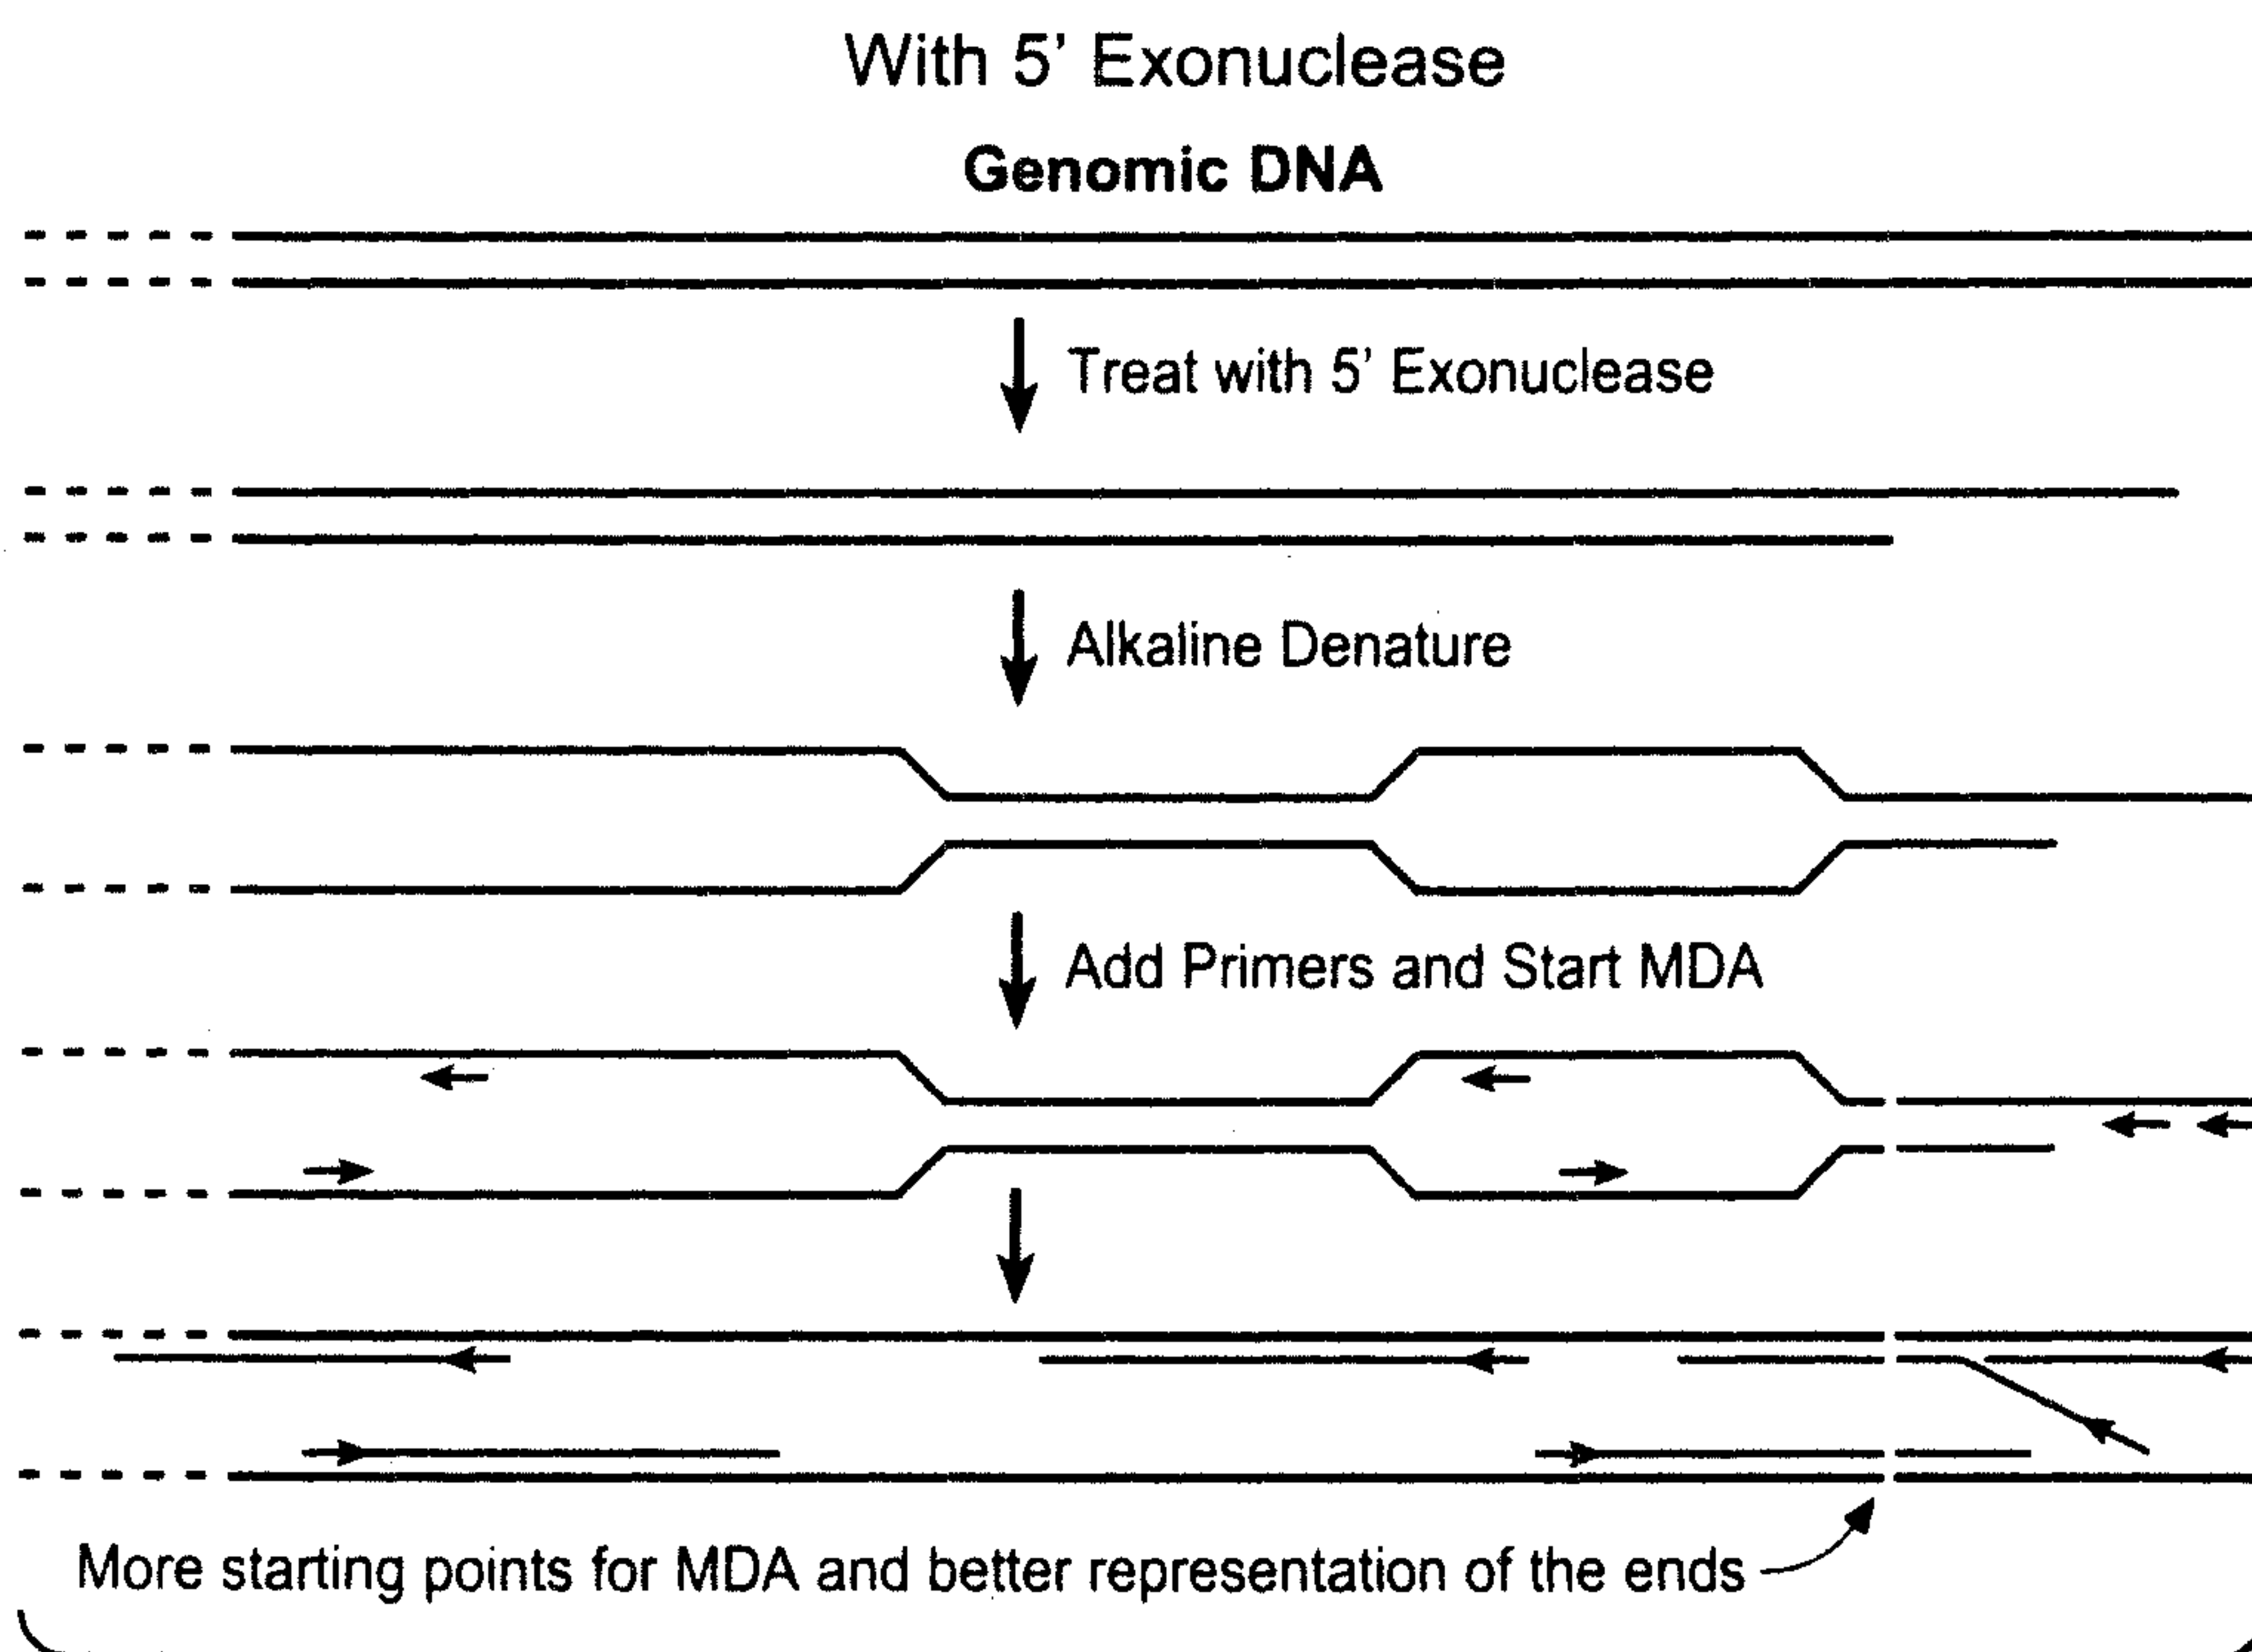 With 5' Exonuclease
Genomic DNA
Treat with 5' Exonuclease
Alkaline Denature
Add Primers and Start MDA
More starting points for MDA and better representation of the ends